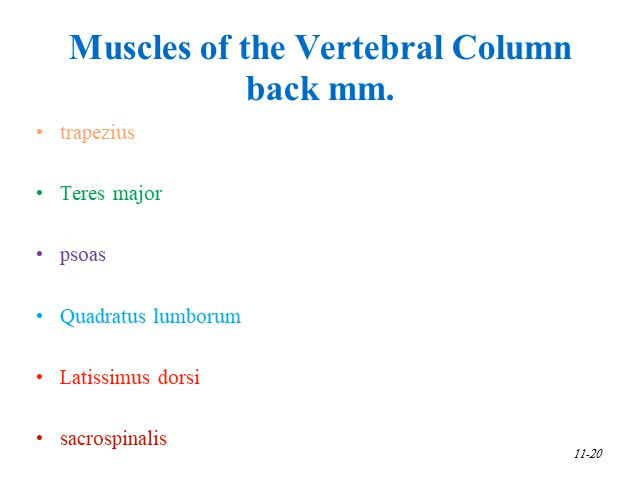 Muscles of the Vertebral Column
back mm.
• trapezius
• Teres major
• psoas
• Quadratus lumborum
• Latissimus dorsi
• sacrospinalis
11-20